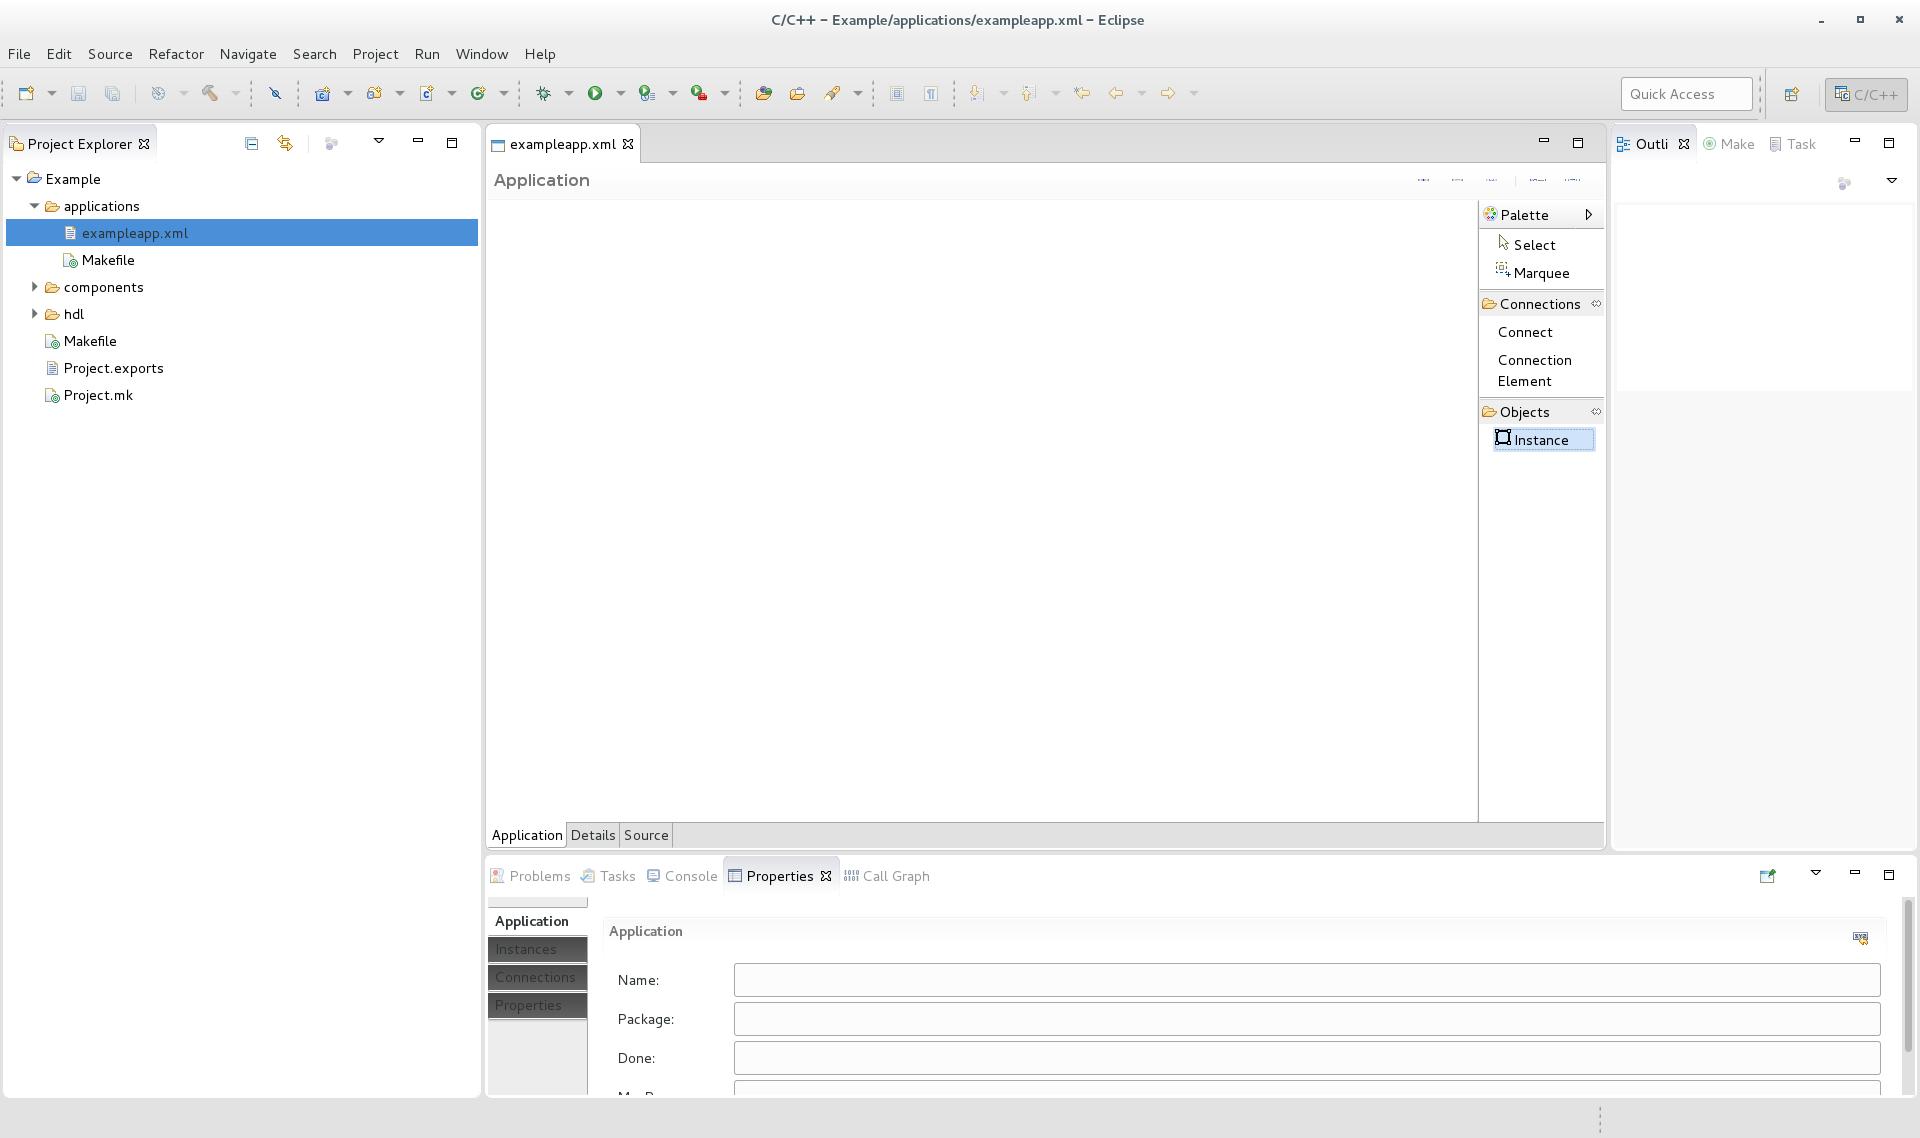 C/C++ – Example/applications/exampleapp.xml – Eclipse
File Edit Source Refactor Navigate Search Project Run Window Help
Quick Access
C/C++
Project Explorer
Example
applications
exampleapp.xml
Makefile
components
hdl
Makefile
Project.exports
Project.mk
exampleapp.xml
Application
Palette
Select
Marquee
Connections
Connect
Connection
Element
Objects
Instance
Application Details Source
Outli Make Task
Problems Tasks Console Properties Call Graph
Application
Instances
Connections
Properties
Application
Name:
Package:
Done: